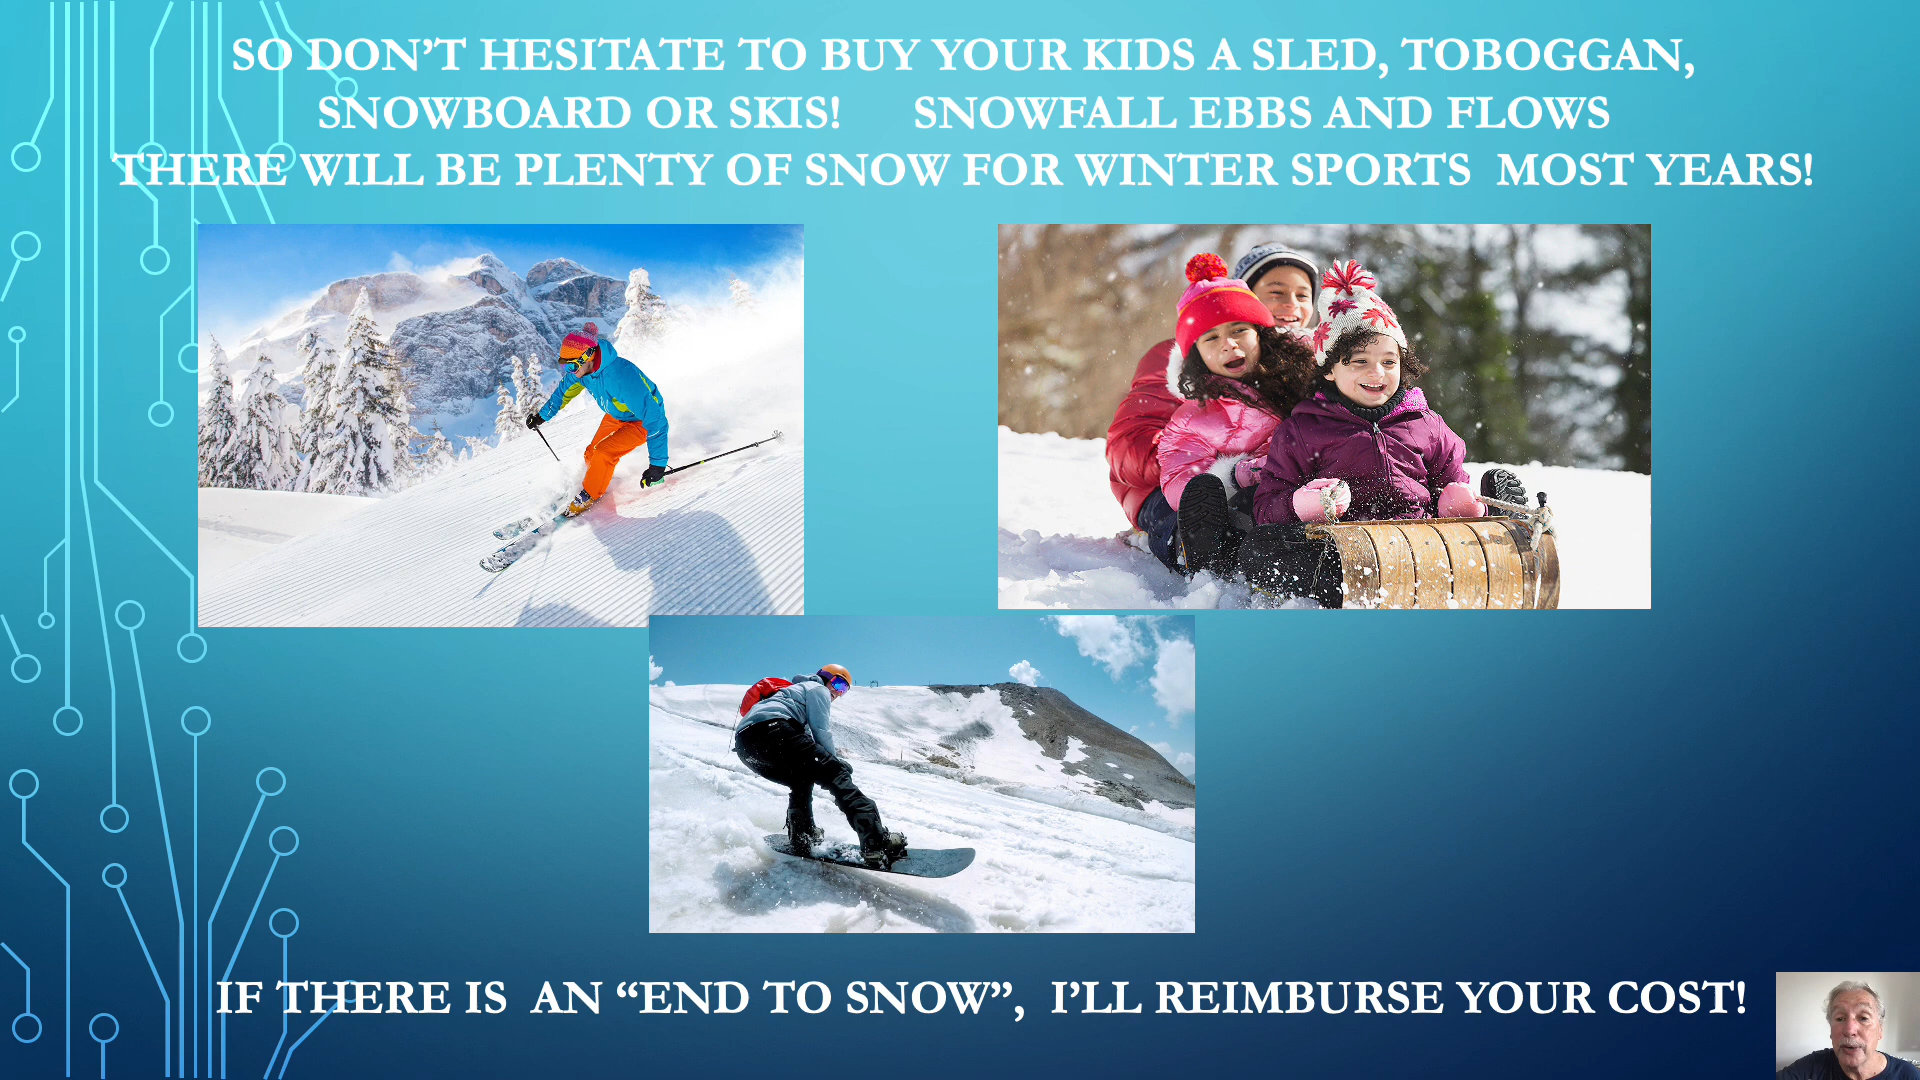 SO DON’T HESITATE TO BUY YOUR KIDS A SLED, TOBOGGAN,
SNOWBOARD OR SKIS! SNOWFALL EBBS AND FLOWS
THERE WILL BE PLENTY OF SNOW FOR WINTER SPORTS MOST YEARS!
IF THERE IS AN “END TO SNOW”, I’LL REIMBURSE YOUR COST!